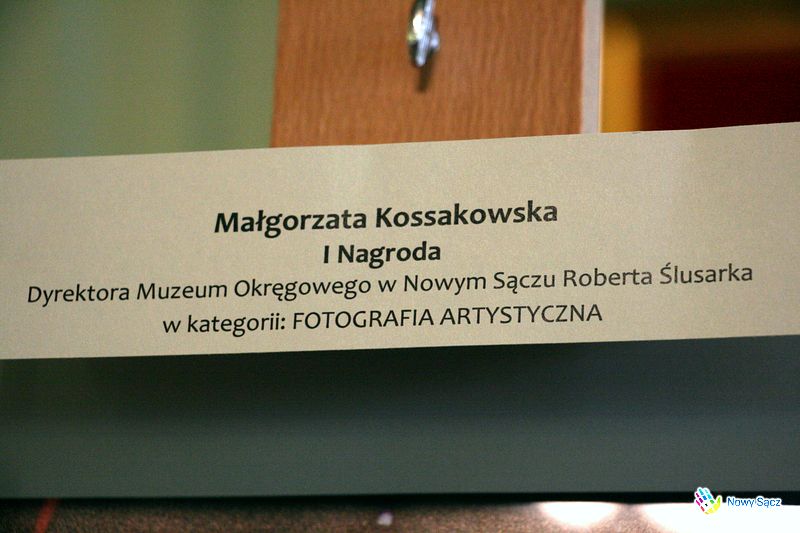 Małgorzata Kossakowska
I Nagroda
Dyrektora Muzeum Okręgowego w Nowym Sączu Roberta Ślusarka
w kategorii: FOTOGRAFIA ARTYSTYCZNA
Nowy Sącz